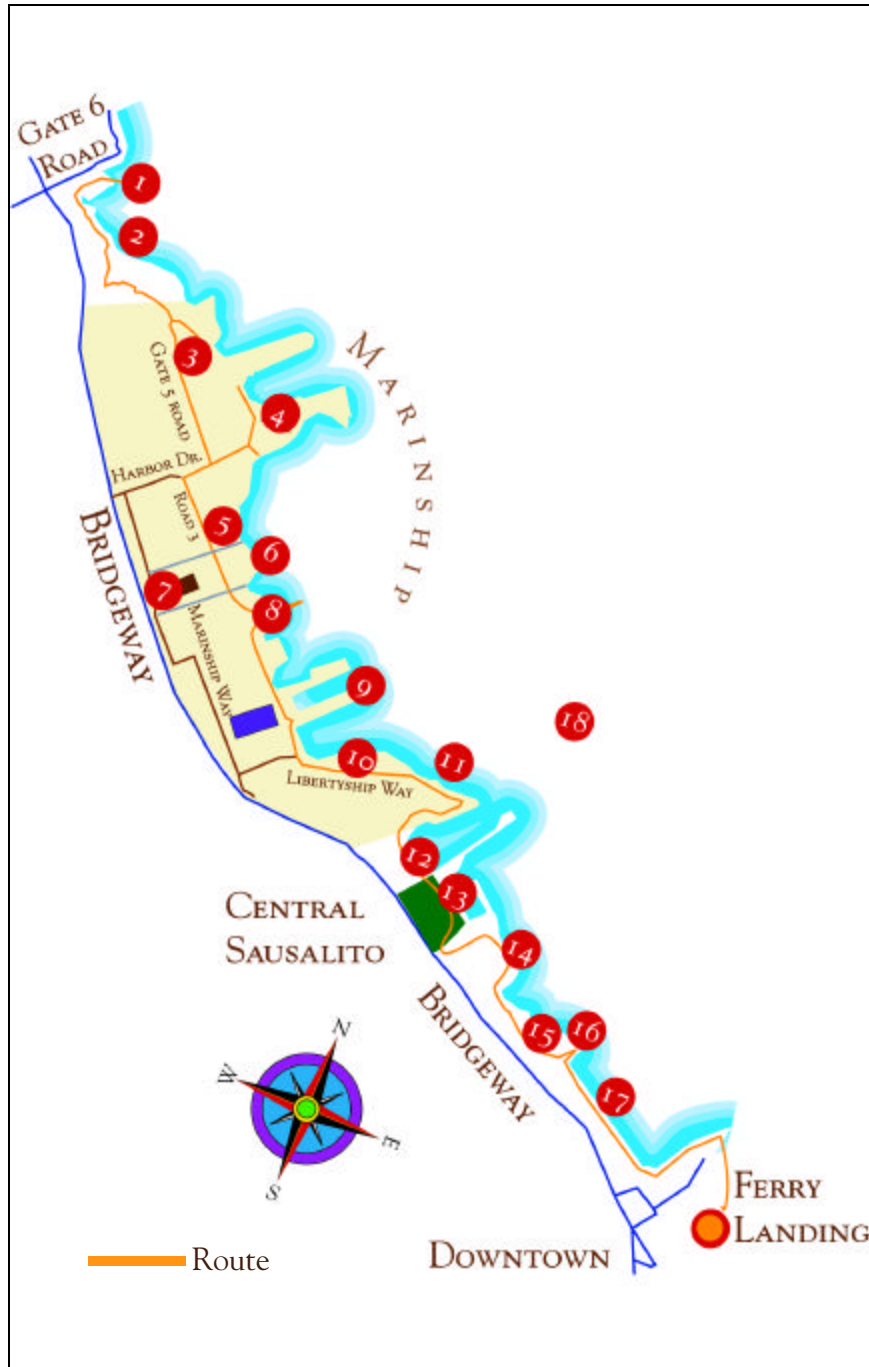 Gate 6
Road
1
2
Marinship
3
Gate 5 road
4
Harbor Dr.
Road 3
5
6
Bridgeway
7
8
Marinship Way
9
18
10
11
Libertyship Way
12
13
Central
Sausalito
14
Bridgeway
15
16
17
N
W
E
S
Ferry
Landing
Downtown
Route